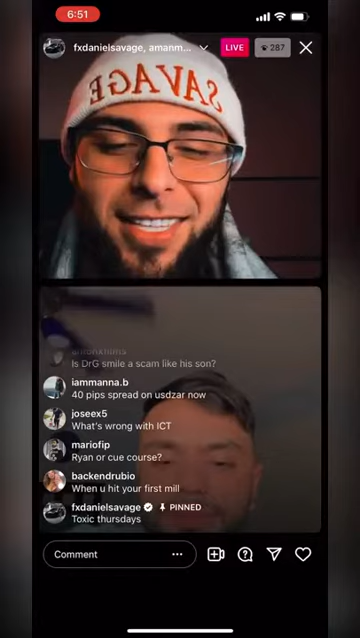 6:51
fxdanielsavage, amanm...
LIVE
287
SAVAGE
Is DrG smile a scam like his son?
iammanna.b
40 pips spread on usdzar now
joseex5
What's wrong with ICT
mariofip
Ryan or cue course?
backendrubio
When u hit your first mill
fxdanielsavage PINNED
Toxic thursdays
Comment